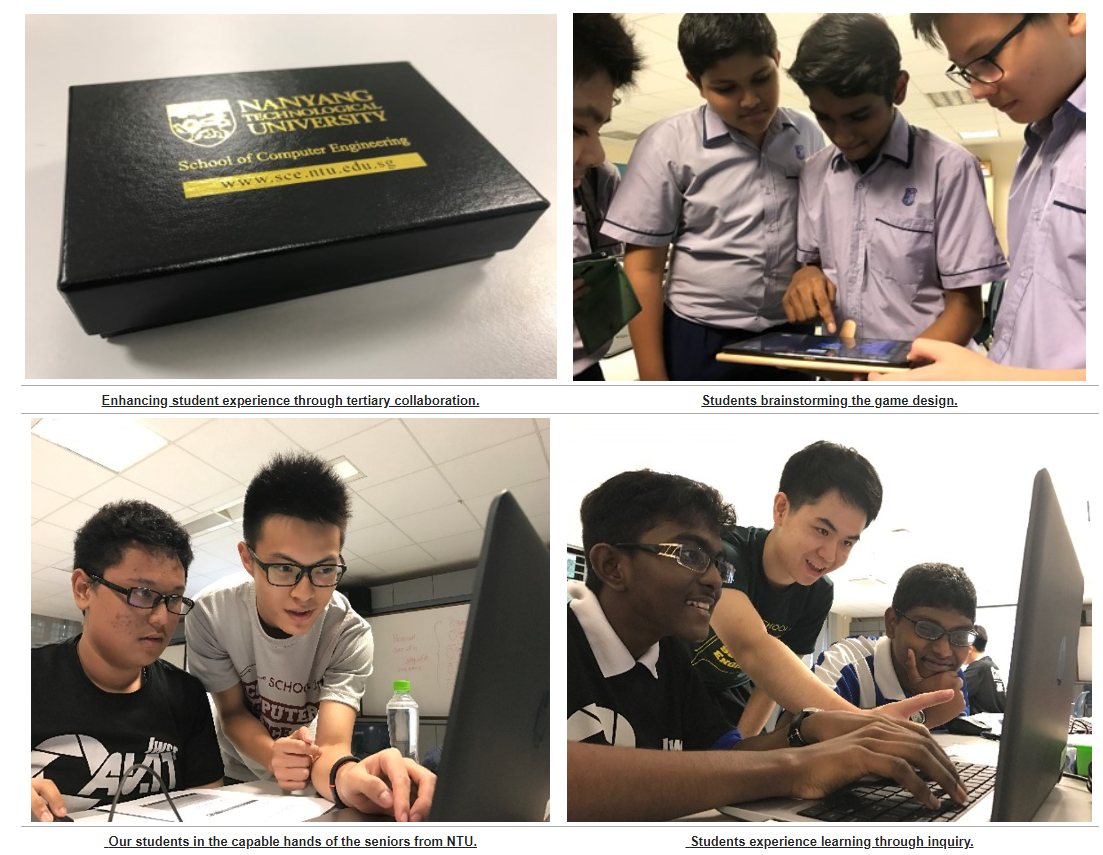 NANYANG
TECHNOLOGICAL
UNIVERSITY
School of Computer Engineering
www.sce.ntu.edu.sg
Enhancing student experience through tertiary collaboration.
Students brainstorming the game design.
SCHOOL
Our students in the capable hands of the seniors from NTU.
Students experience learning through inquiry.